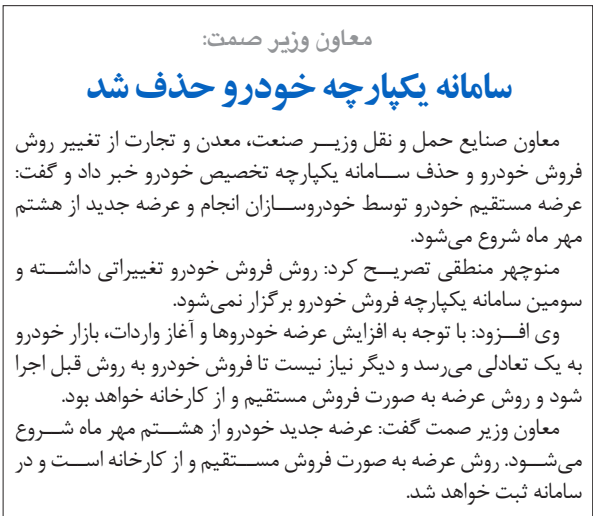 معاون وزیر صمت:
سامانه یکپارچه خودرو حذف شد
معاون صنایع حمل و نقل وزیر صنعت، معدن و تجارت از تغییر روش
فروش خودرو و حذف سامانه یکپارچه تخصیص خودرو خبر داد و گفت:
عرضه مستقیم خودرو توسط خودروسازان انجام و عرضه جدید از هشتم
مهر ماه شروع می‌شود.
منوچهر منطقی تصریح کرد: روش فروش خودرو تغییراتی داشته و
سومین سامانه یکپارچه فروش خودرو برگزار نمی‌شود.
وی افزود: با توجه به افزایش عرضه خودروها و آغاز واردات، بازار خودرو
به یک تعادلی می‌رسد و دیگر نیاز نیست تا فروش خودرو به روش قبل اجرا
شود و روش عرضه به صورت فروش مستقیم و از کارخانه خواهد بود.
معاون وزیر صمت گفت: عرضه جدید خودرو از هشتم مهر ماه شروع
می‌شود. روش عرضه به صورت فروش مستقیم و از کارخانه است و در
سامانه ثبت خواهد شد.